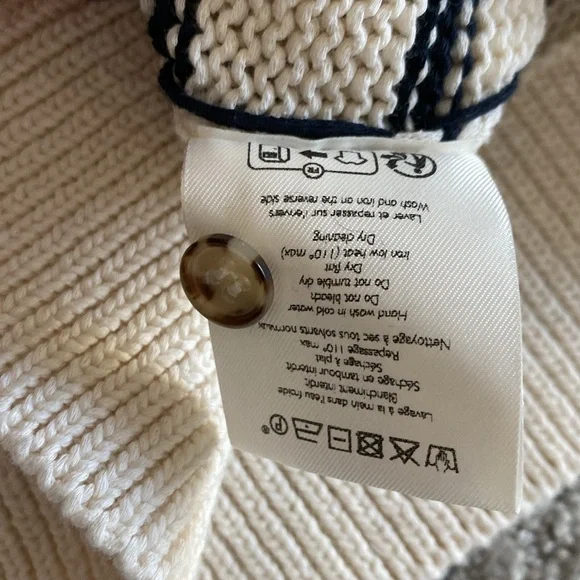 Lavage à la main dans l'eau froide
Blanchiment interdit
Séchage en tambour interdit
Séchage à plat
Repassage 110° max
Nettoyage à sec tous solvants normaux
Hand wash in cold water
Do not bleach
Do not tumble dry
Dry flat
Iron low heat (110° max)
Dry cleaning
Laver et repasser sur l'envers
Wash and iron on the reverse side
FR